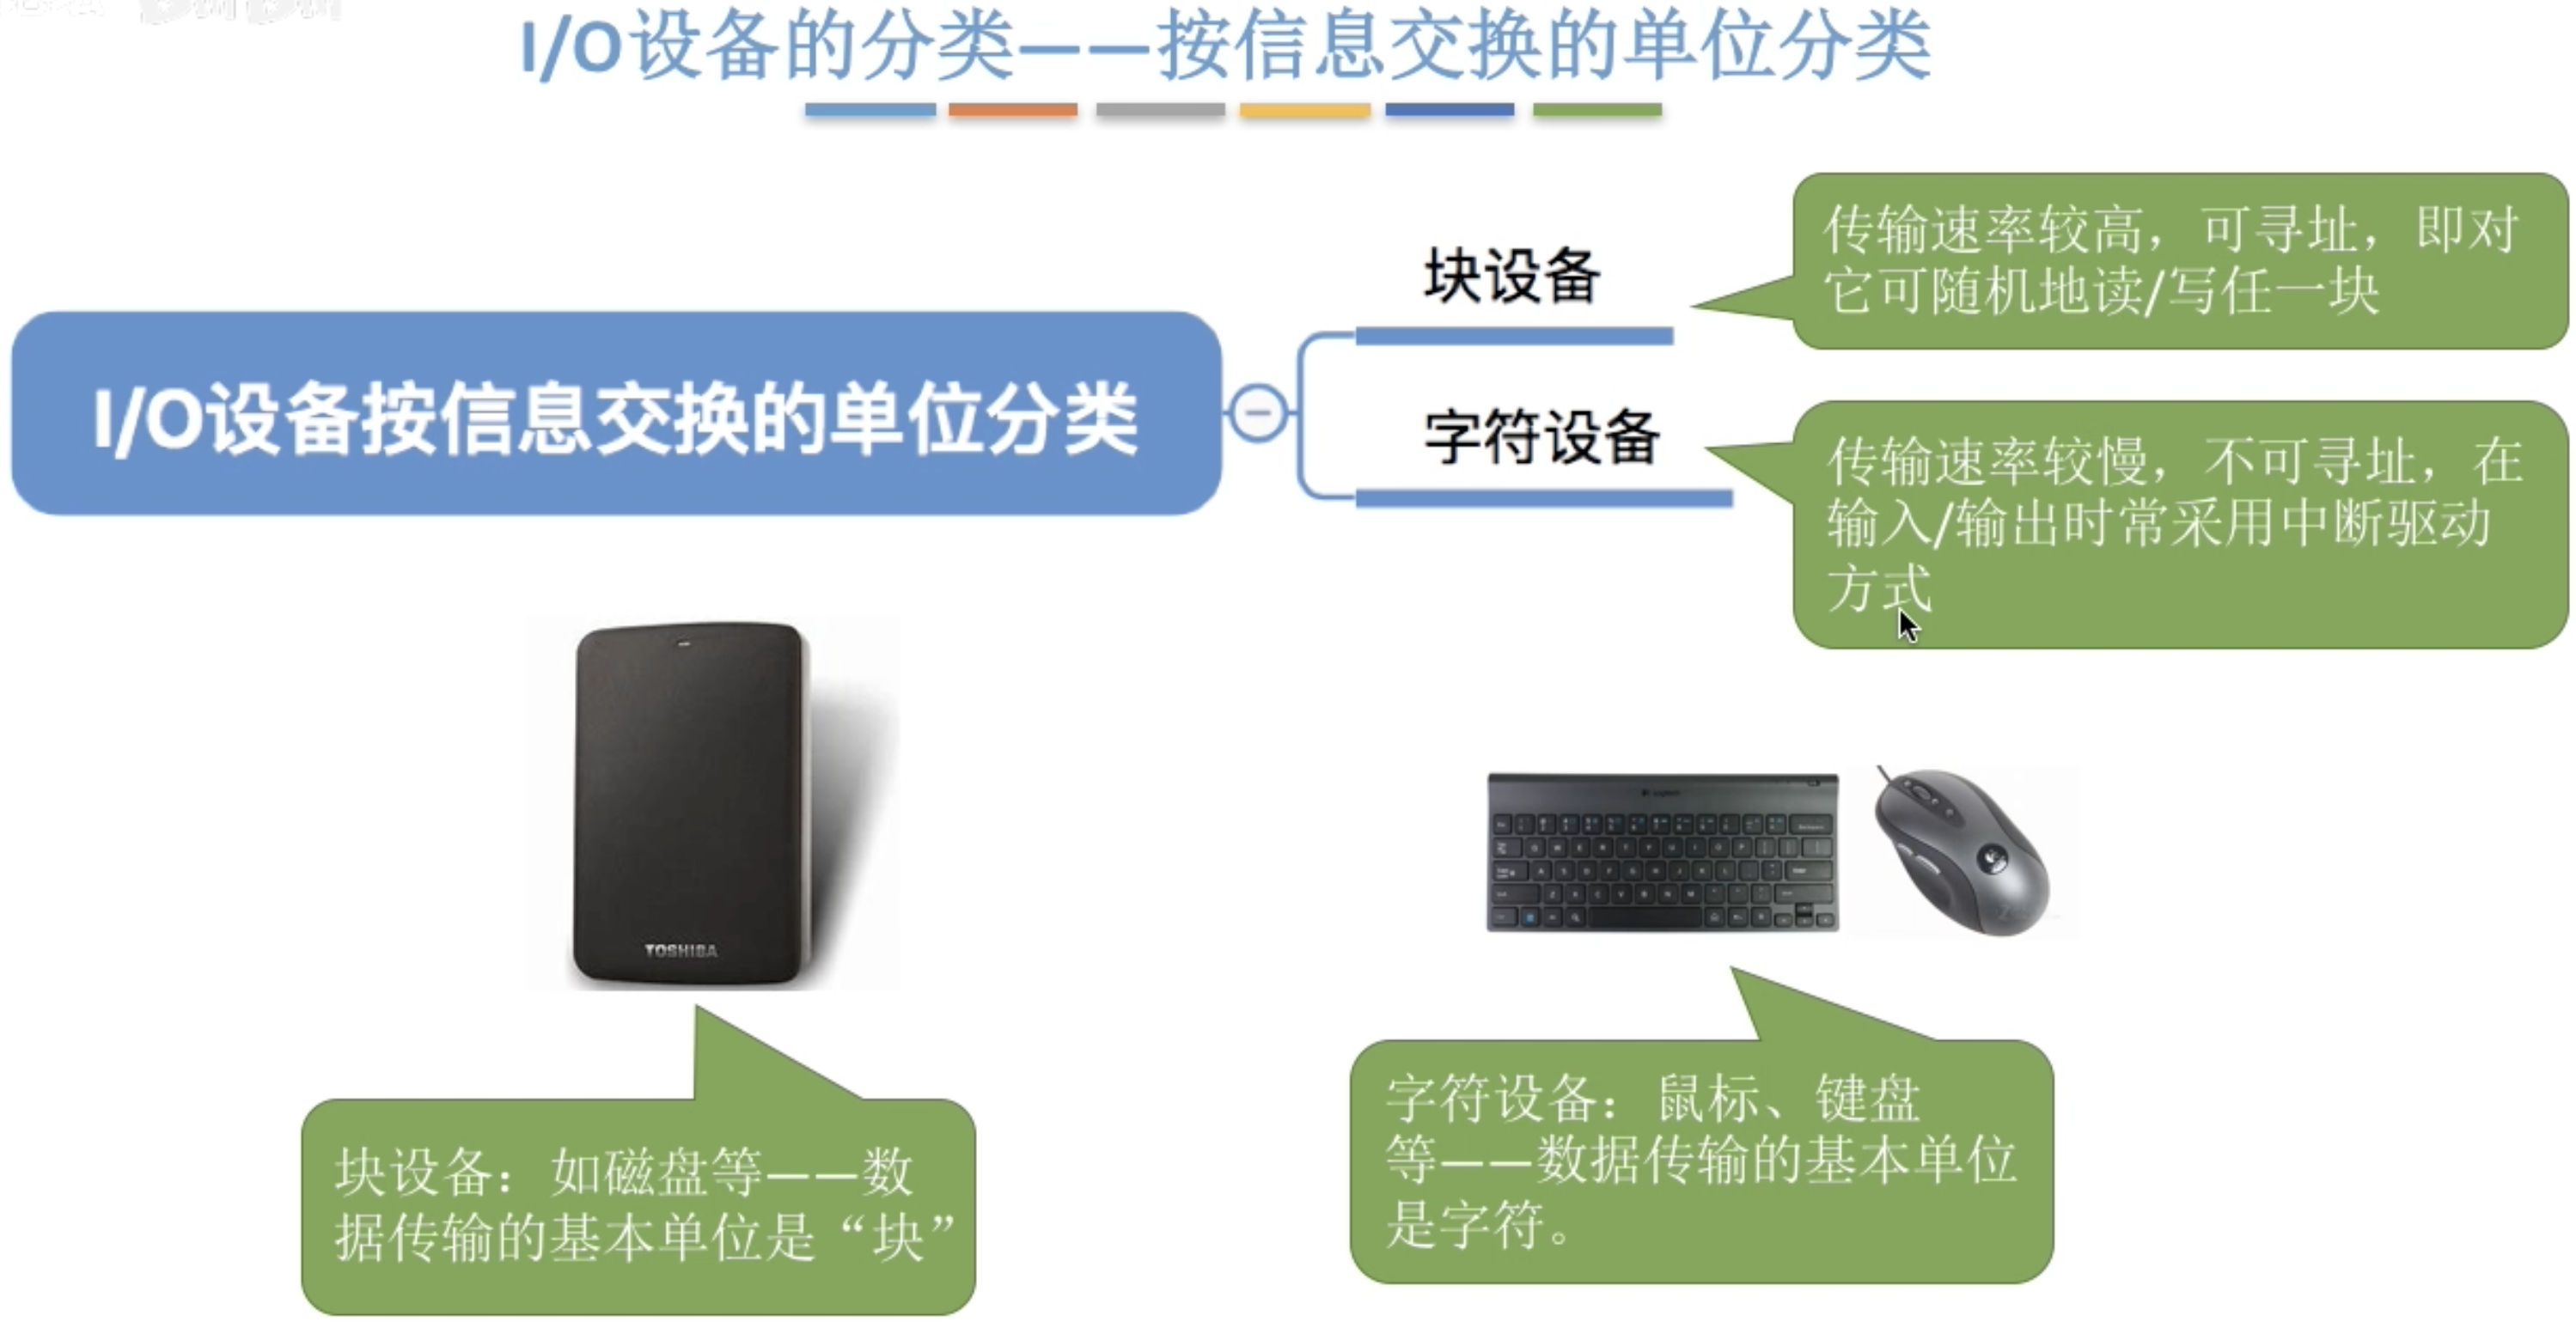 I/O设备的分类——按信息交换的单位分类
I/O设备按信息交换的单位分类
块设备
传输速率较高，可寻址，即对
它可随机地读/写任一块
字符设备
传输速率较慢，不可寻址，在
输入/输出时常采用中断驱动
方式
TOSHIBA
块设备：如磁盘等——数
据传输的基本单位是“块”
字符设备：鼠标、键盘
等——数据传输的基本单位
是字符。